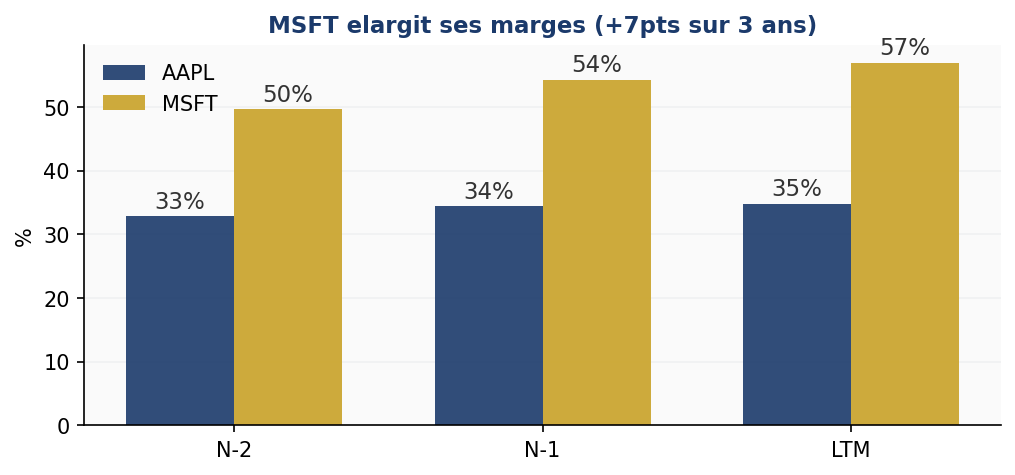 MSFT elargit ses marges (+7pts sur 3 ans)
AAPL
MSFT
%
50
40
30
20
10
0
33%
50%
34%
54%
35%
57%
N-2
N-1
LTM